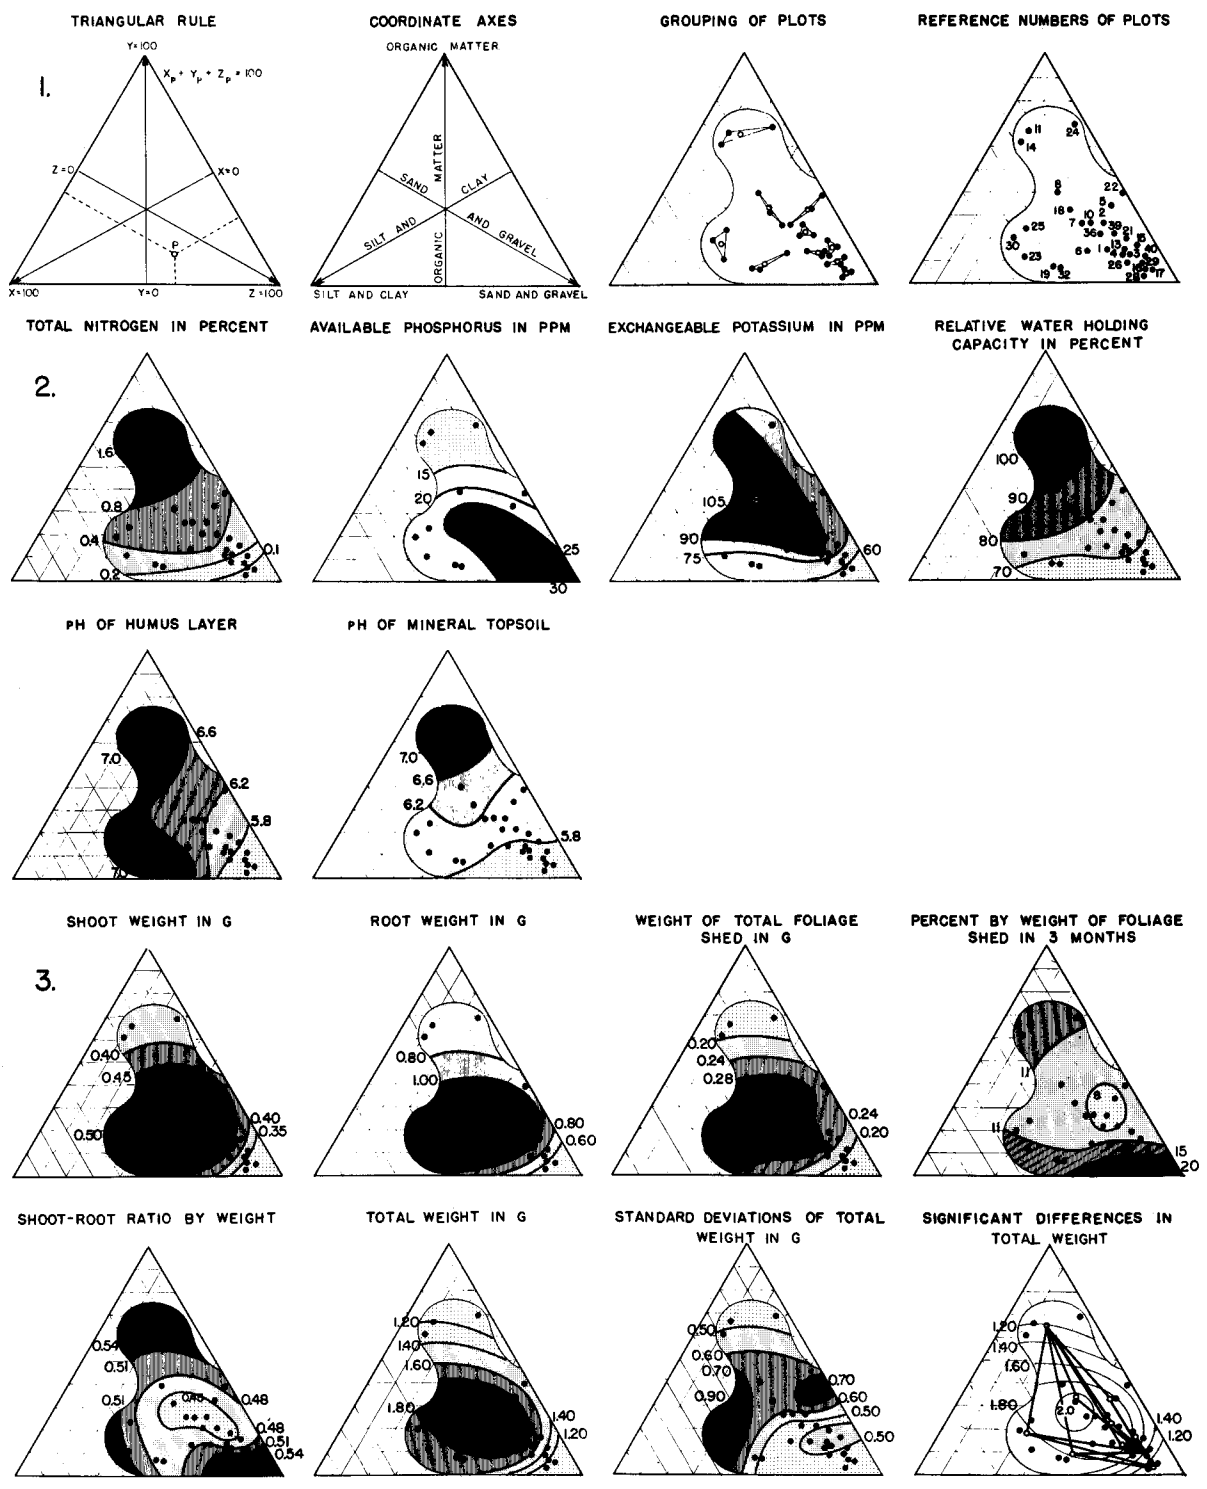 TRIANGULAR RULE
COORDINATE AXES
GROUPING OF PLOTS
REFERENCE NUMBERS OF PLOTS
1.
Y=100
Xp + Yp + Zp = 100
Z=0
X=0
P
X=100
Y=0
Z=100
ORGANIC MATTER
SAND
CLAY
SILT AND
AND GRAVEL
ORGANIC
MATTER
SILT AND CLAY
SAND AND GRAVEL
11
24
14
8
22
5
18
10
2
7
39
25
36
21
15
30
13
40
6
1
4
3
23
29
26
19
32
17
TOTAL NITROGEN IN PERCENT
AVAILABLE PHOSPHORUS IN PPM
EXCHANGEABLE POTASSIUM IN PPM
RELATIVE WATER HOLDING
CAPACITY IN PERCENT
2.
1.6
0.8
0.4
0.2
0.1
15
20
25
30
105
90
75
60
100
90
80
70
PH OF HUMUS LAYER
PH OF MINERAL TOPSOIL
6.6
7.0
6.2
5.8
7.0
7.0
6.6
6.2
5.8
SHOOT WEIGHT IN G
ROOT WEIGHT IN G
WEIGHT OF TOTAL FOLIAGE
SHED IN G
PERCENT BY WEIGHT OF FOLIAGE
SHED IN 3 MONTHS
3.
0.40
0.45
0.50
0.40
0.35
0.80
1.00
0.80
0.60
0.20
0.24
0.28
0.24
0.20
11
8
11
15
20
SHOOT-ROOT RATIO BY WEIGHT
TOTAL WEIGHT IN G
STANDARD DEVIATIONS OF TOTAL
WEIGHT IN G
SIGNIFICANT DIFFERENCES IN
TOTAL WEIGHT
0.54
0.51
0.51
0.45
0.48
0.48
0.51
0.54
1.20
1.40
1.60
1.80
1.40
1.20
0.50
0.60
0.70
0.90
0.70
0.60
0.50
0.50
1.20
1.40
1.60
1.80
2.0
1.40
1.20